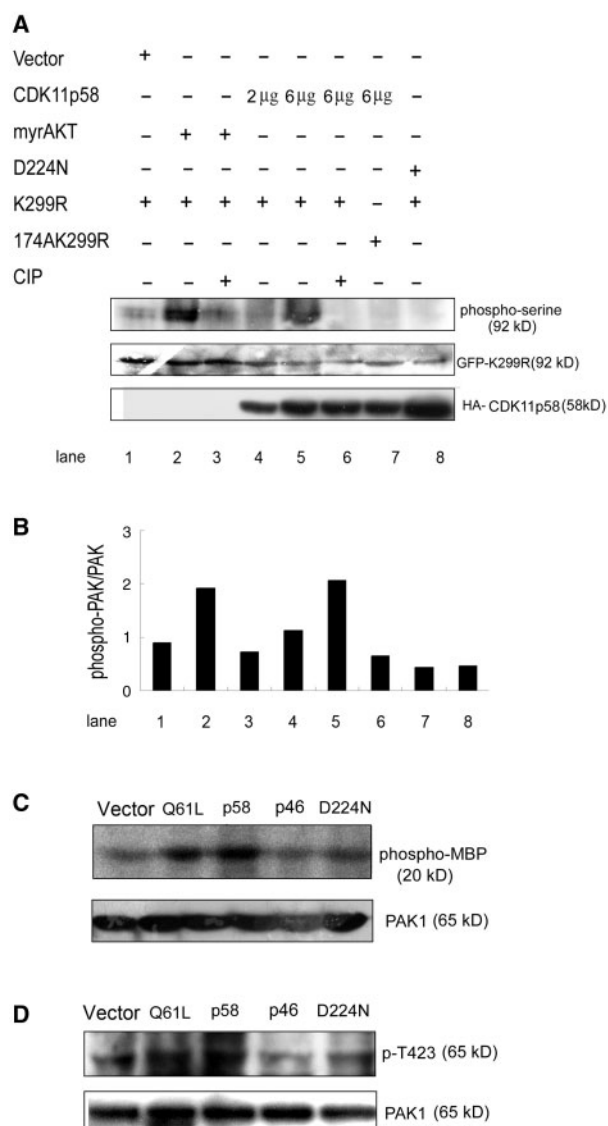 A
Vector + – – – – – – –
CDK11p58 – – – 2 µg 6µg 6µg 6µg –
myrAKT – + + – – – – –
D224N – – – – – – – +
K299R + + + + + + – +
174AK299R – – – – – – + –
CIP – – + – – + – –
phospho-serine
(92 kD)
GFP-K299R(92 kD)
HA-CDK11p58(58kD)
lane 1 2 3 4 5 6 7 8
B
phospho-PAK/PAK
3
2
1
0
lane 1 2 3 4 5 6 7 8
C
Vector Q61L p58 p46 D224N
phospho-MBP
(20 kD)
PAK1 (65 kD)
D
Vector Q61L p58 p46 D224N
p-T423 (65 kD)
PAK1 (65 kD)